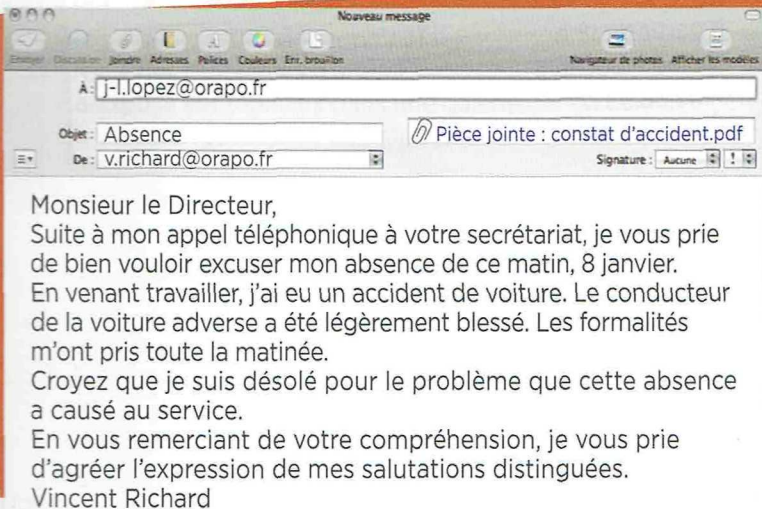 Nouveau message
Envoyer Discussion Joindre Adresses Polices Couleurs Enr. brouillon Navigateur de photos Afficher les modèles
À : j-l.lopez@orapo.fr
Objet : Absence Pièce jointe : constat d'accident.pdf
De : v.richard@orapo.fr Signature : Aucune !
Monsieur le Directeur,
Suite à mon appel téléphonique à votre secrétariat, je vous prie
de bien vouloir excuser mon absence de ce matin, 8 janvier.
En venant travailler, j'ai eu un accident de voiture. Le conducteur
de la voiture adverse a été légèrement blessé. Les formalités
m'ont pris toute la matinée.
Croyez que je suis désolé pour le problème que cette absence
a causé au service.
En vous remerciant de votre compréhension, je vous prie
d'agréer l'expression de mes salutations distinguées.
Vincent Richard